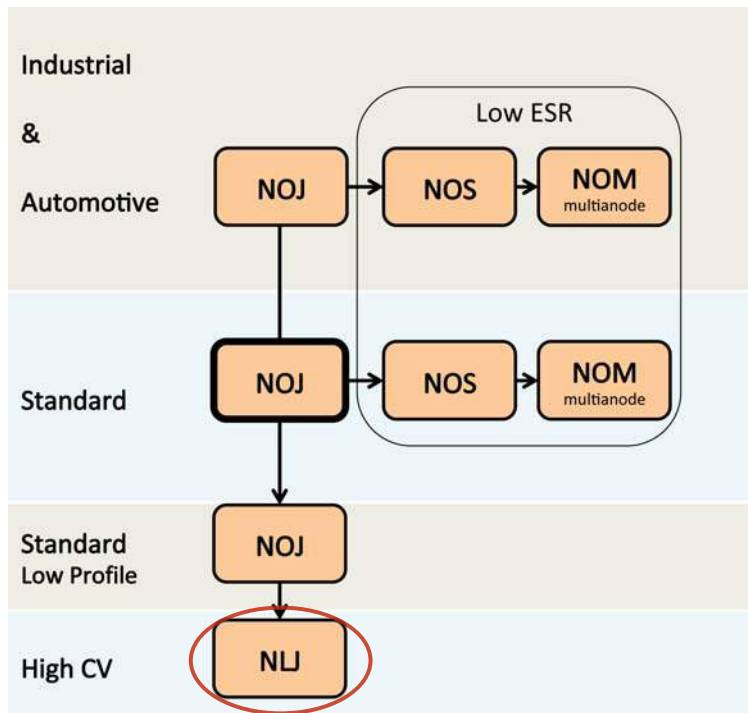 Industrial
&
Automotive
Low ESR
NOJ
NOS
NOM
multianode
Standard
NOJ
NOS
NOM
multianode
Standard
Low Profile
NOJ
High CV
NLJ